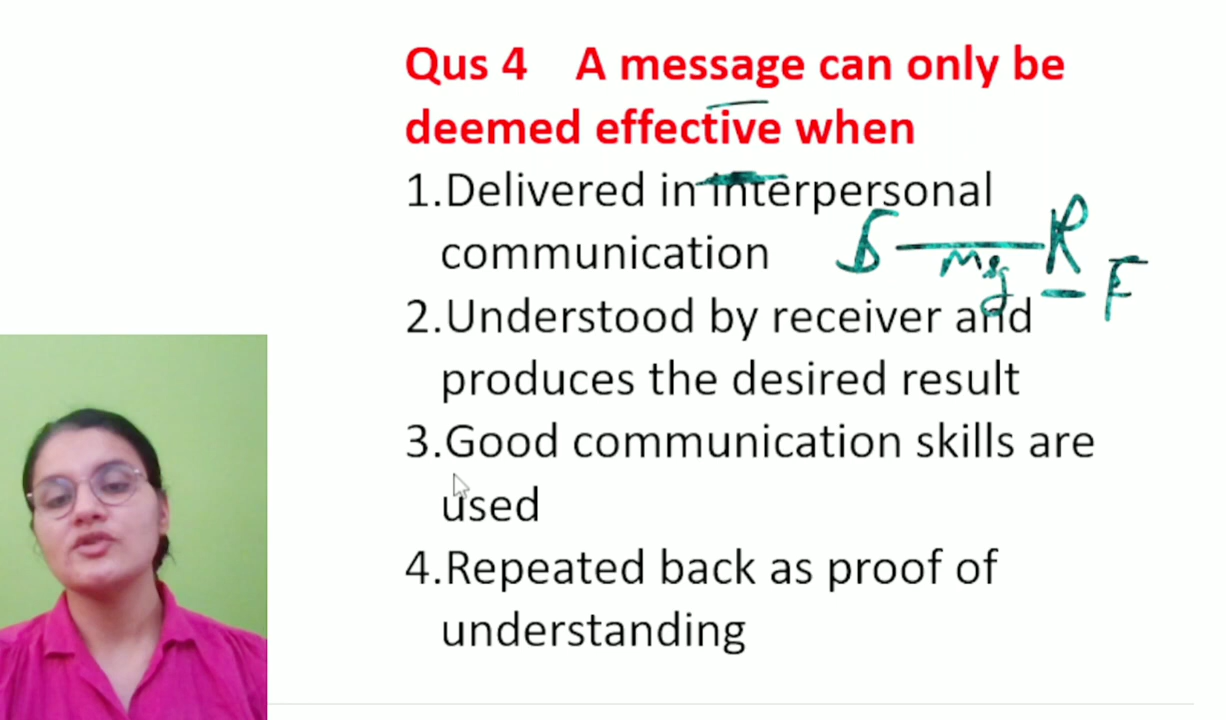 Qus 4 A message can only be
deemed effective when
1.Delivered in interpersonal
communication
S Msg R F
2.Understood by receiver and
produces the desired result
3.Good communication skills are
used
4.Repeated back as proof of
understanding